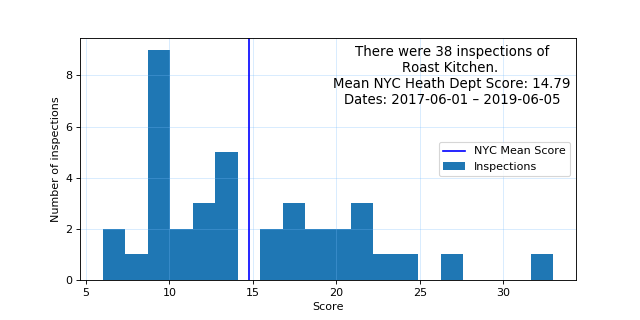 There were 38 inspections of
Roast Kitchen.
Mean NYC Heath Dept Score: 14.79
Dates: 2017-06-01 – 2019-06-05
NYC Mean Score
Inspections
Number of inspections
8
6
4
2
0
5
10
15
20
25
30
Score